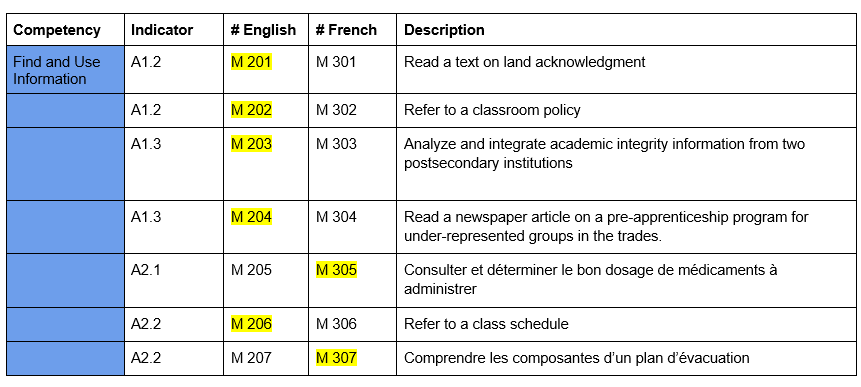 Competency Indicator # English # French Description
Find and Use A1.2 M 201 M 301 Read a text on land acknowledgment
Information
A1.2 M 202 M 302 Refer to a classroom policy
A1.3 M 203 M 303 Analyze and integrate academic integrity information from two
postsecondary institutions
A1.3 M 204 M 304 Read a newspaper article on a pre-apprenticeship program for
under-represented groups in the trades.
A2.1 M 205 M 305 Consulter et déterminer le bon dosage de médicaments à
administrer
A2.2 M 206 M 306 Refer to a class schedule
A2.2 M 207 M 307 Comprendre les composantes d’un plan d’évacuation